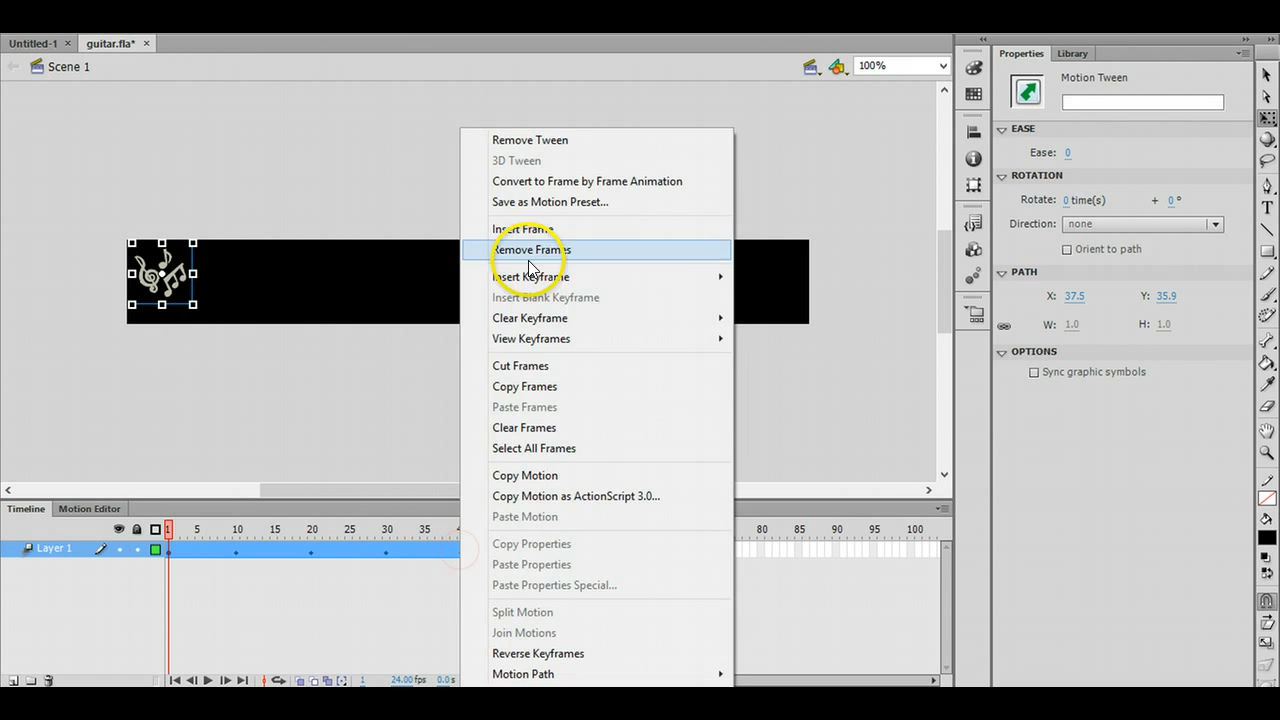 Untitled-1 ×
guitar.fla* ×
Scene 1
100%
Properties
Library
Motion Tween
EASE
Ease: 0
ROTATION
Rotate: 0 time(s) + 0 °
Direction: none
Orient to path
PATH
X: 37.5 Y: 35.9
W: 1.0 H: 1.0
OPTIONS
Sync graphic symbols
Remove Tween
3D Tween
Convert to Frame by Frame Animation
Save as Motion Preset...
Insert Frame
Remove Frames
Insert Keyframe
Insert Blank Keyframe
Clear Keyframe
View Keyframes
Cut Frames
Copy Frames
Paste Frames
Clear Frames
Select All Frames
Copy Motion
Copy Motion as ActionScript 3.0...
Paste Motion
Copy Properties
Paste Properties
Paste Properties Special...
Split Motion
Join Motions
Reverse Keyframes
Motion Path
Timeline
Motion Editor
1 5 10 15 20 25 30 35 80 85 90 95 100
Layer 1
1 24.00 fps 0.0 s